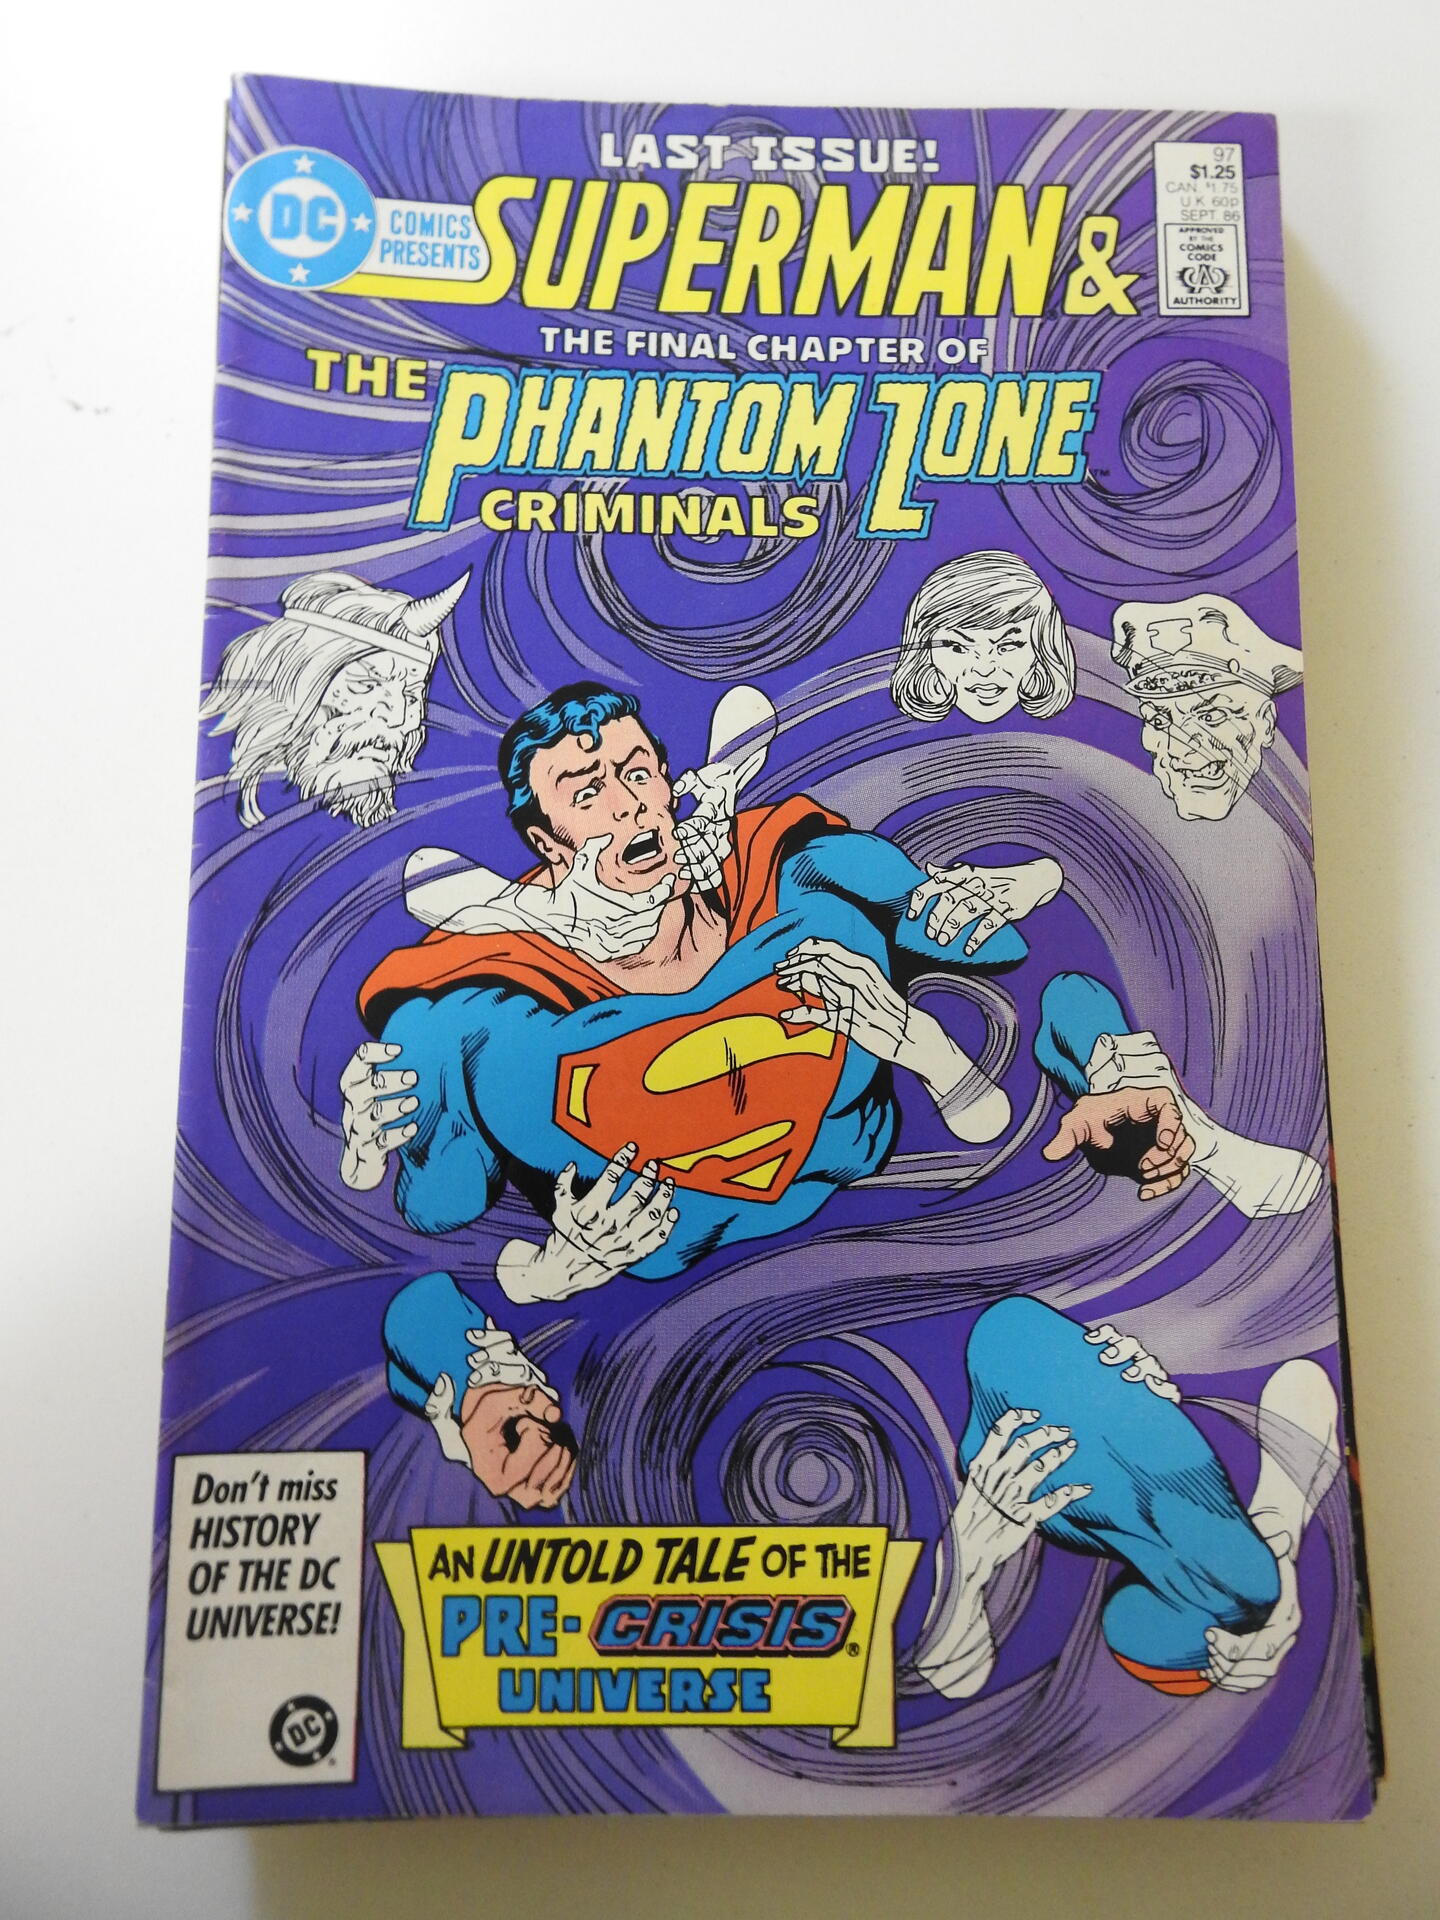 LAST ISSUE!
DC
COMICS
PRESENTS
SUPERMAN &
97
$1.25
CAN. $1.75
U.K. 60p
SEPT. 86
APPROVED
BY THE
COMICS
CODE
CA
AUTHORITY
THE FINAL CHAPTER OF
THE PHANTOM ZONE™
CRIMINALS
Don't miss
HISTORY
OF THE DC
UNIVERSE!
DC
AN UNTOLD TALE OF THE
PRE-CRISIS®
UNIVERSE